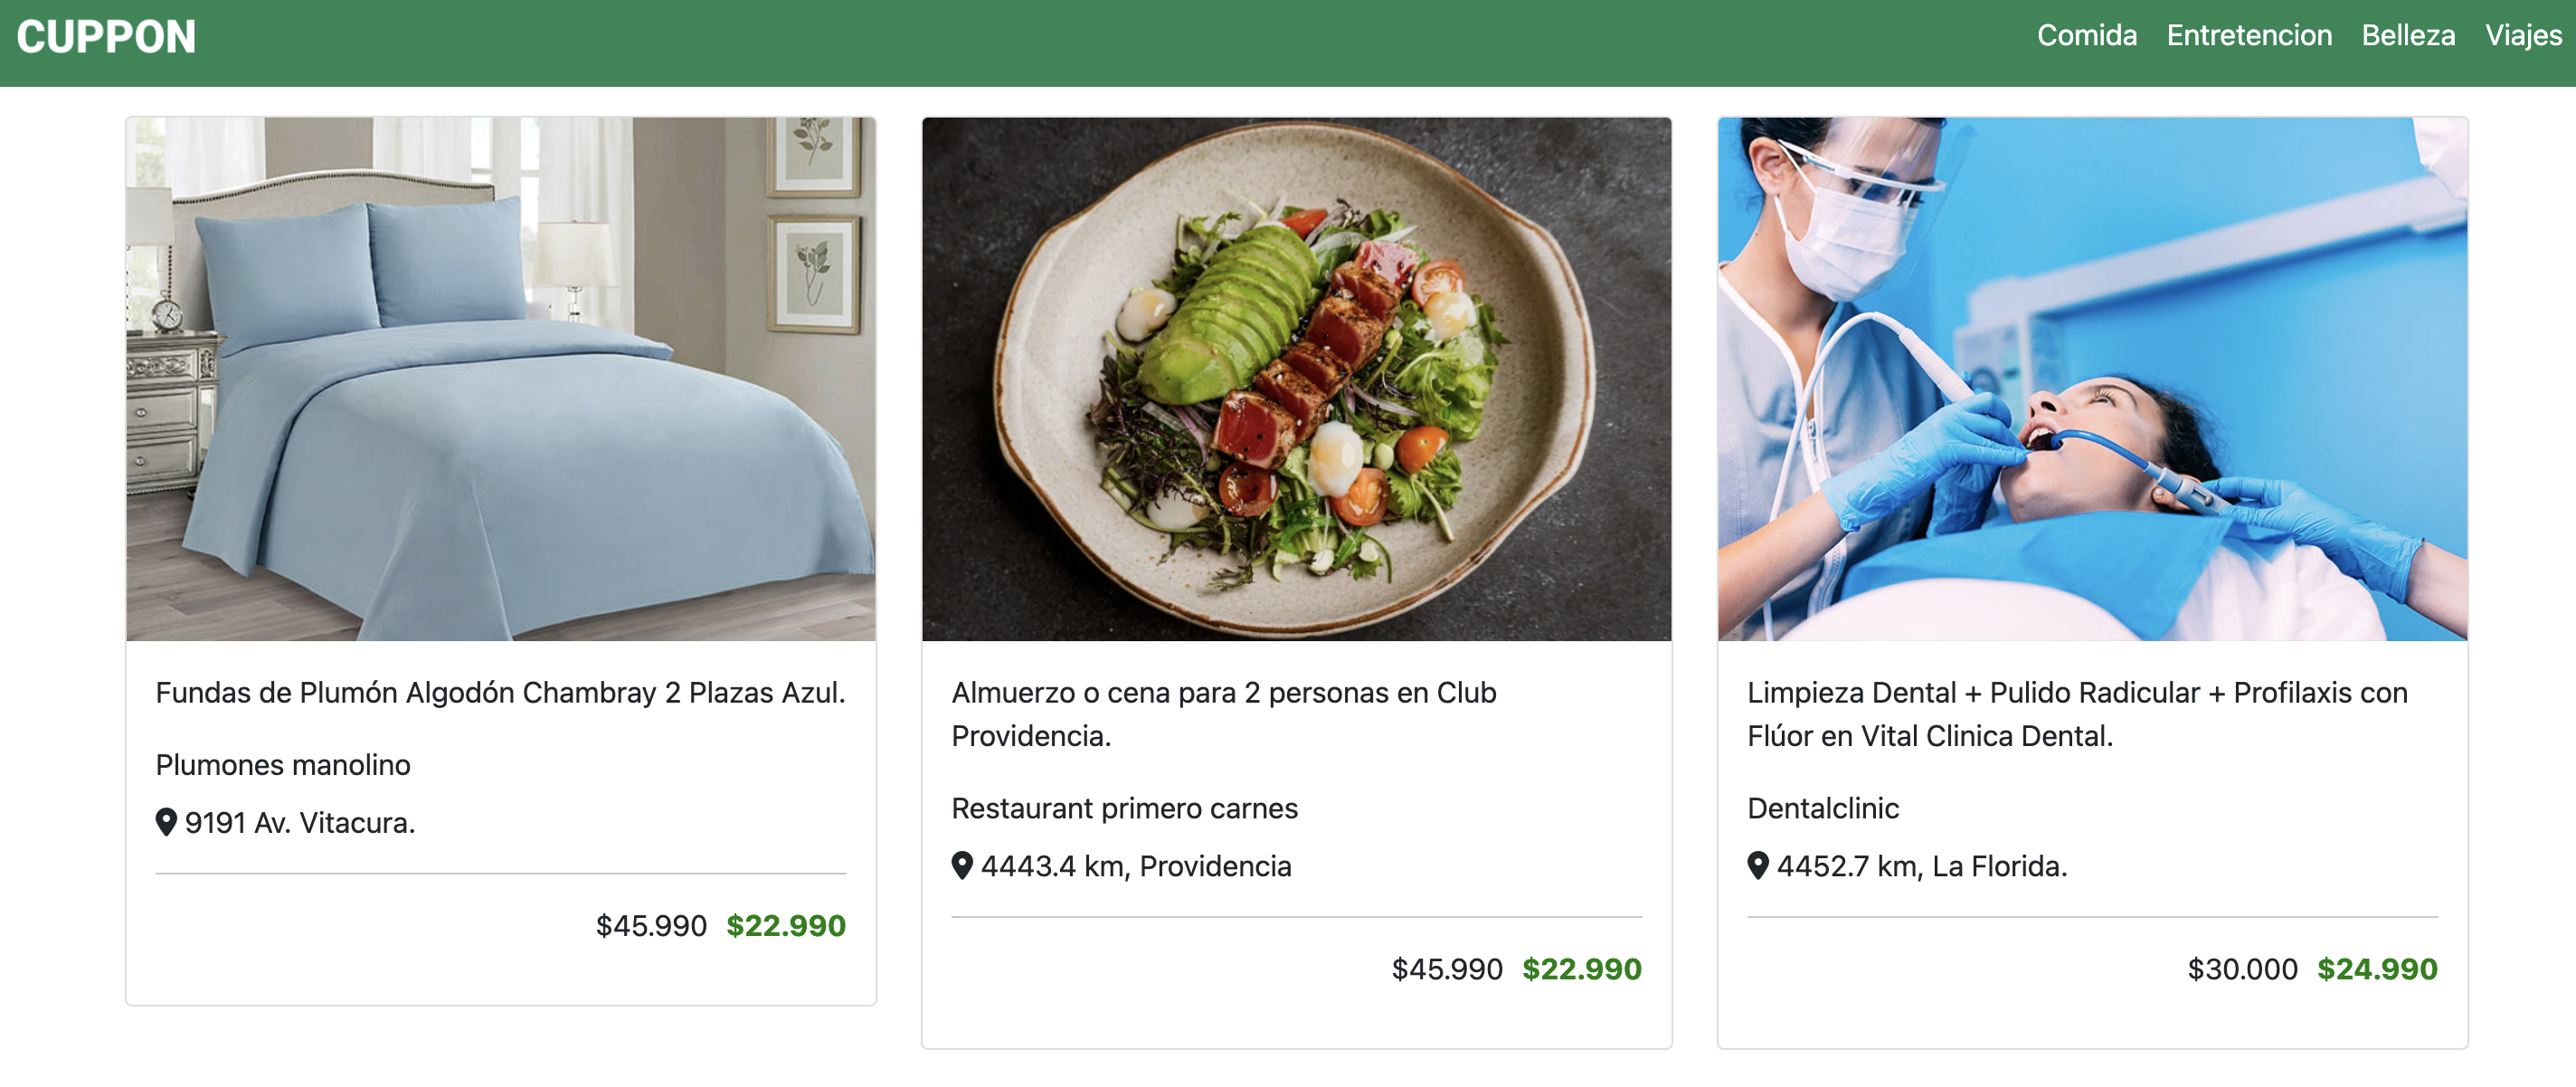 CUPPON
Comida Entretencion Belleza Viajes
Fundas de Plumón Algodón Chambray 2 Plazas Azul.
Plumones manolino
9191 Av. Vitacura.
$45.990 $22.990
Almuerzo o cena para 2 personas en Club
Providencia.
Restaurant primero carnes
4443.4 km, Providencia
$45.990 $22.990
Limpieza Dental + Pulido Radicular + Profilaxis con
Flúor en Vital Clinica Dental.
Dentalclinic
4452.7 km, La Florida.
$30.000 $24.990